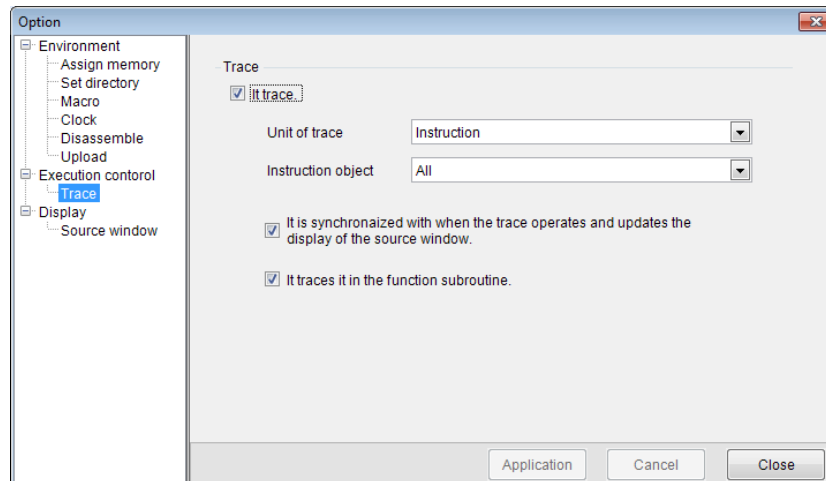 Option
Environment
Assign memory
Set directory
Macro
Clock
Disassemble
Upload
Execution contorol
Trace
Display
Source window
Trace
It trace.
Unit of trace
Instruction
Instruction object
All
It is synchronaized with when the trace operates and updates the
display of the source window.
It traces it in the function subroutine.
Application
Cancel
Close